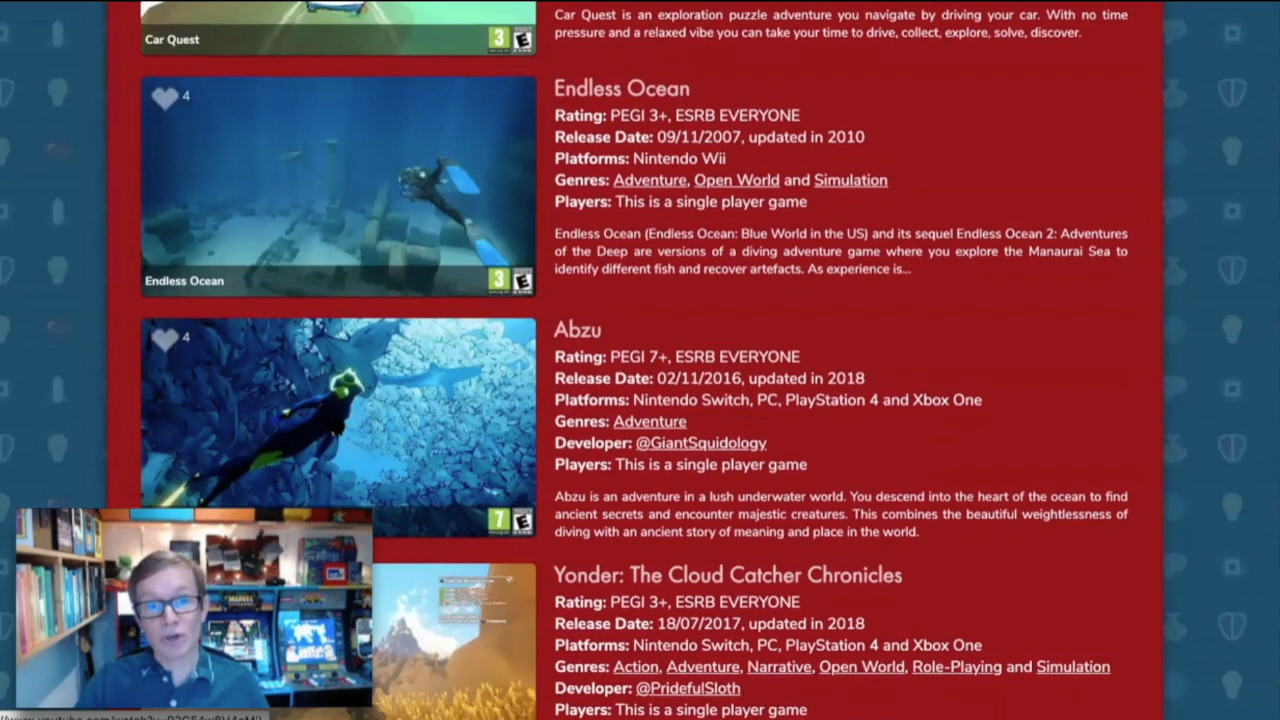 Car Quest is an exploration puzzle adventure you navigate by driving your car. With no time
pressure and a relaxed vibe you can take your time to drive, collect, explore, solve, discover.
Car Quest
3
E
4
Endless Ocean
Rating: PEGI 3+, ESRB EVERYONE
Release Date: 09/11/2007, updated in 2010
Platforms: Nintendo Wii
Genres: Adventure, Open World and Simulation
Players: This is a single player game
Endless Ocean (Endless Ocean: Blue World in the US) and its sequel Endless Ocean 2: Adventures
of the Deep are versions of a diving adventure game where you explore the Manaurai Sea to
identify different fish and recover artefacts. As experience is...
Endless Ocean
3
E
4
Abzu
Rating: PEGI 7+, ESRB EVERYONE
Release Date: 02/11/2016, updated in 2018
Platforms: Nintendo Switch, PC, PlayStation 4 and Xbox One
Genres: Adventure
Developer: @GiantSquidology
Players: This is a single player game
Abzu is an adventure in a lush underwater world. You descend into the heart of the ocean to find
ancient secrets and encounter majestic creatures. This combines the beautiful weightlessness of
diving with an ancient story of meaning and place in the world.
7
E
Yonder: The Cloud Catcher Chronicles
Rating: PEGI 3+, ESRB EVERYONE
Release Date: 18/07/2017, updated in 2018
Platforms: Nintendo Switch, PC, PlayStation 4 and Xbox One
Genres: Action, Adventure, Narrative, Open World, Role-Playing and Simulation
Developer: @PridefulSloth
Players: This is a single player game